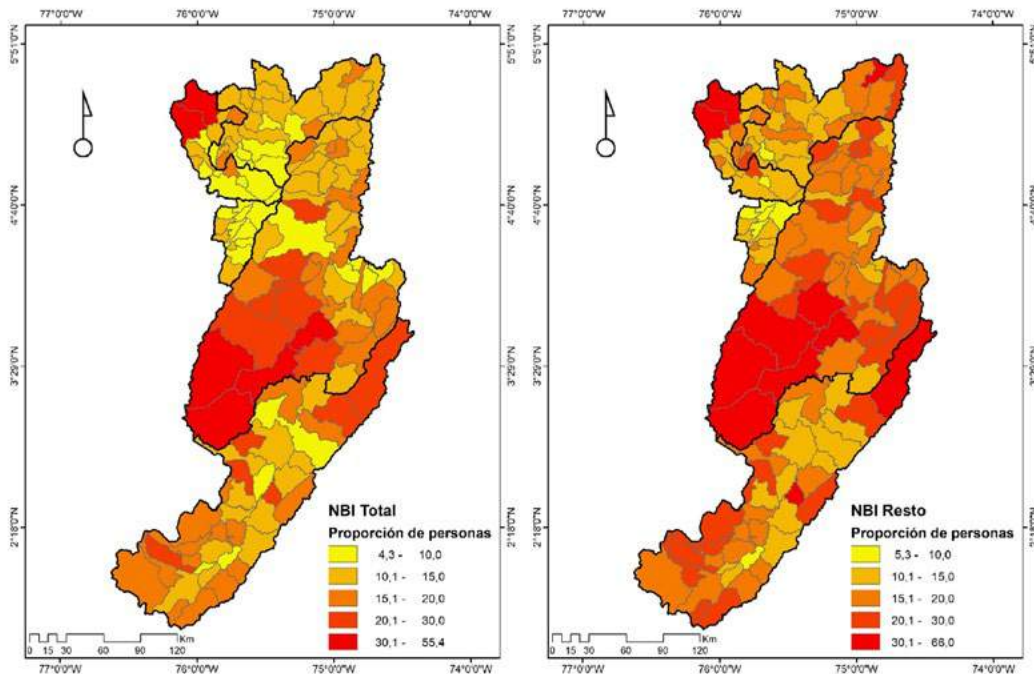 77°0'0"W 76°0'0"W 75°0'0"W 74°0'0"W
5°51'0"N
4°40'0"N
3°29'0"N
2°18'0"N
NBI Total
Proporción de personas
4,3 - 10,0
10,1 - 15,0
15,1 - 20,0
20,1 - 30,0
30,1 - 55,4
Km
0 15 30 60 90 120
77°0'0"W 76°0'0"W 75°0'0"W 74°0'0"W
77°0'0"W 76°0'0"W 75°0'0"W 74°0'0"W
5°51'0"N
4°40'0"N
3°29'0"N
2°18'0"N
NBI Resto
Proporción de personas
5,3 - 10,0
10,1 - 15,0
15,1 - 20,0
20,1 - 30,0
30,1 - 66,0
Km
0 15 30 60 90 120
77°0'0"W 76°0'0"W 75°0'0"W 74°0'0"W